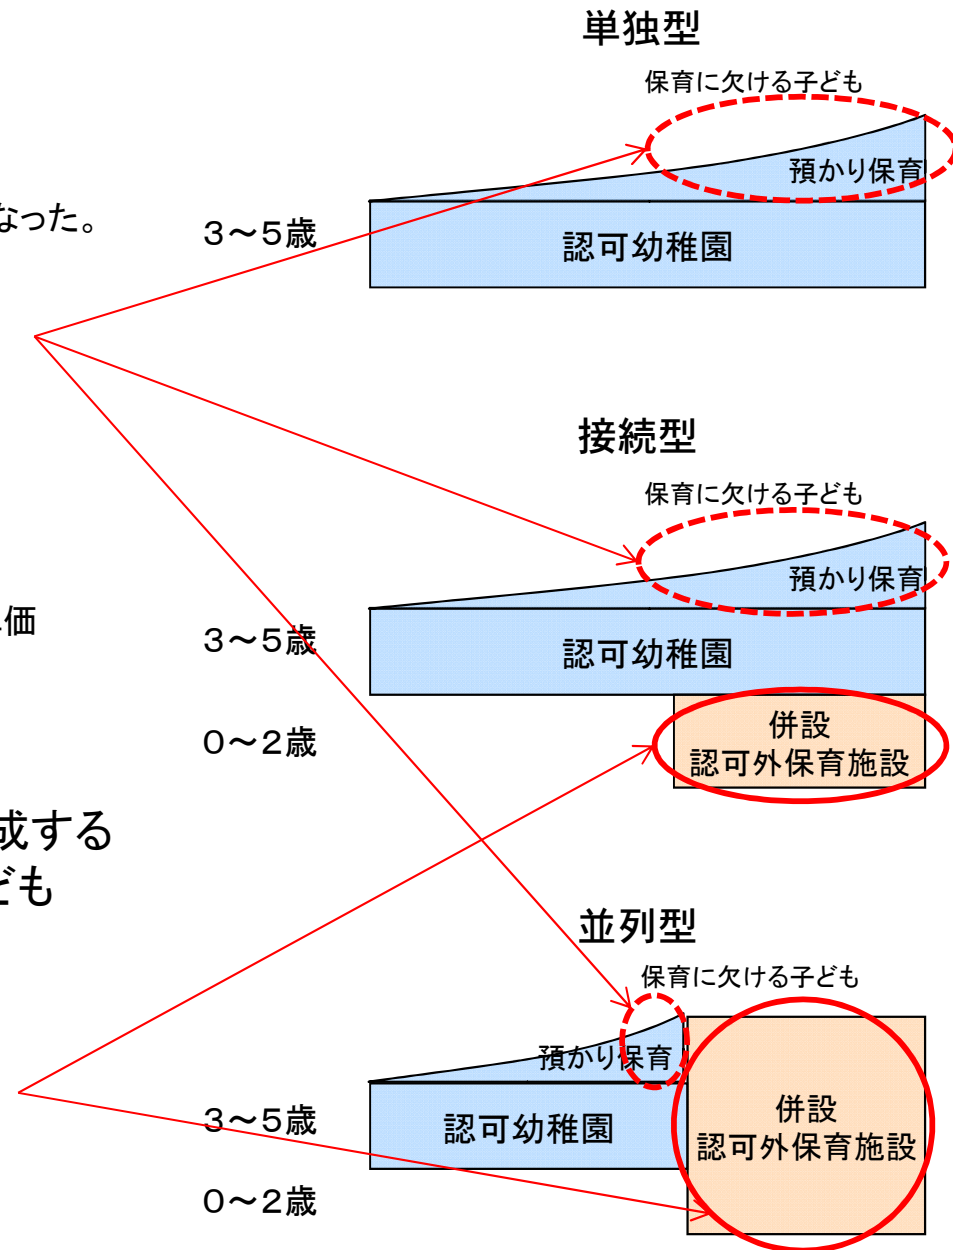 単独型
保育に欠ける子ども
預かり保育
なった。
3～5歳
認可幼稚園
接続型
保育に欠ける子ども
預かり保育
価
3～5歳
認可幼稚園
0～2歳
併設
認可外保育施設
成する
ども
並列型
保育に欠ける子ども
預かり保育
3～5歳
認可幼稚園
併設
認可外保育施設
0～2歳